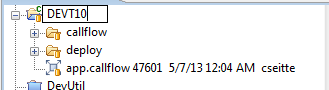 DEVT10
callflow
deploy
app.callflow 47601 5/7/13 12:04 AM cseitte
DevUtil